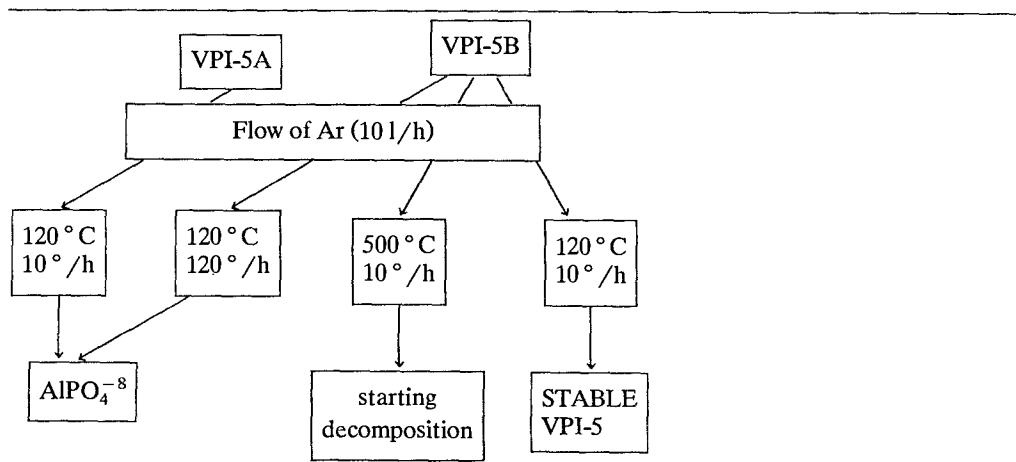 VPI-5A
VPI-5B
Flow of Ar (10 l/h)
120°C
10°/h
120°C
120°/h
500°C
10°/h
120°C
10°/h
AlPO₄⁻⁸
starting
decomposition
STABLE
VPI-5